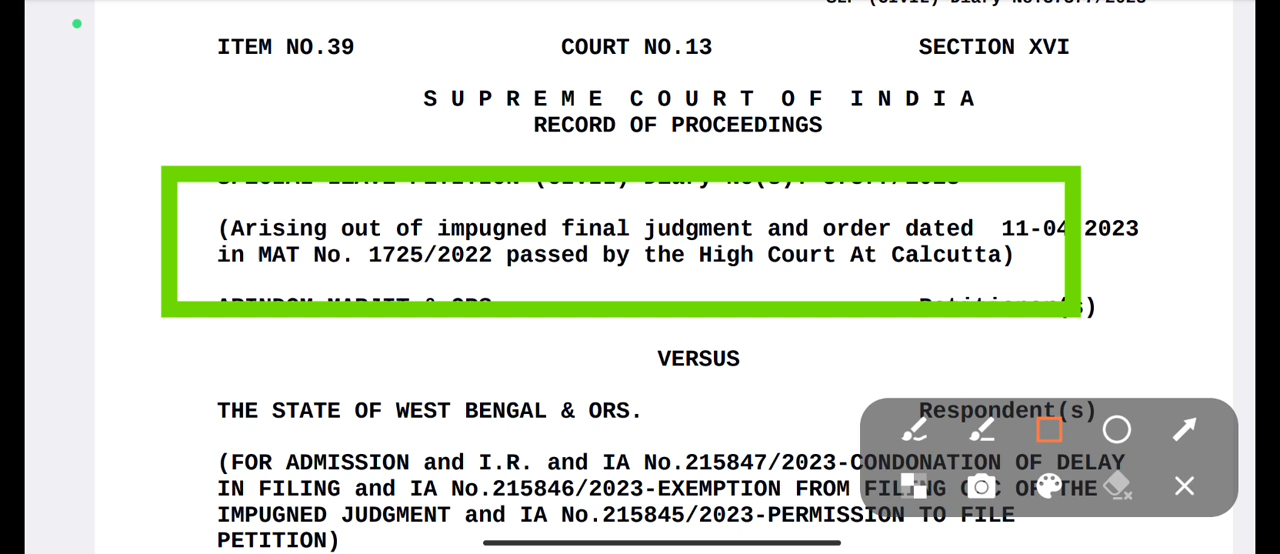 ITEM NO.39 COURT NO.13 SECTION XVI
S U P R E M E C O U R T O F I N D I A
RECORD OF PROCEEDINGS
(Arising out of impugned final judgment and order dated 11-04-2023
in MAT No. 1725/2022 passed by the High Court At Calcutta)
Petitioner(s)
VERSUS
THE STATE OF WEST BENGAL & ORS. Respondent(s)
(FOR ADMISSION and I.R. and IA No.215847/2023-CONDONATION OF DELAY
IN FILING and IA No.215846/2023-EXEMPTION FROM FILING OF THE
IMPUGNED JUDGMENT and IA No.215845/2023-PERMISSION TO FILE
PETITION)